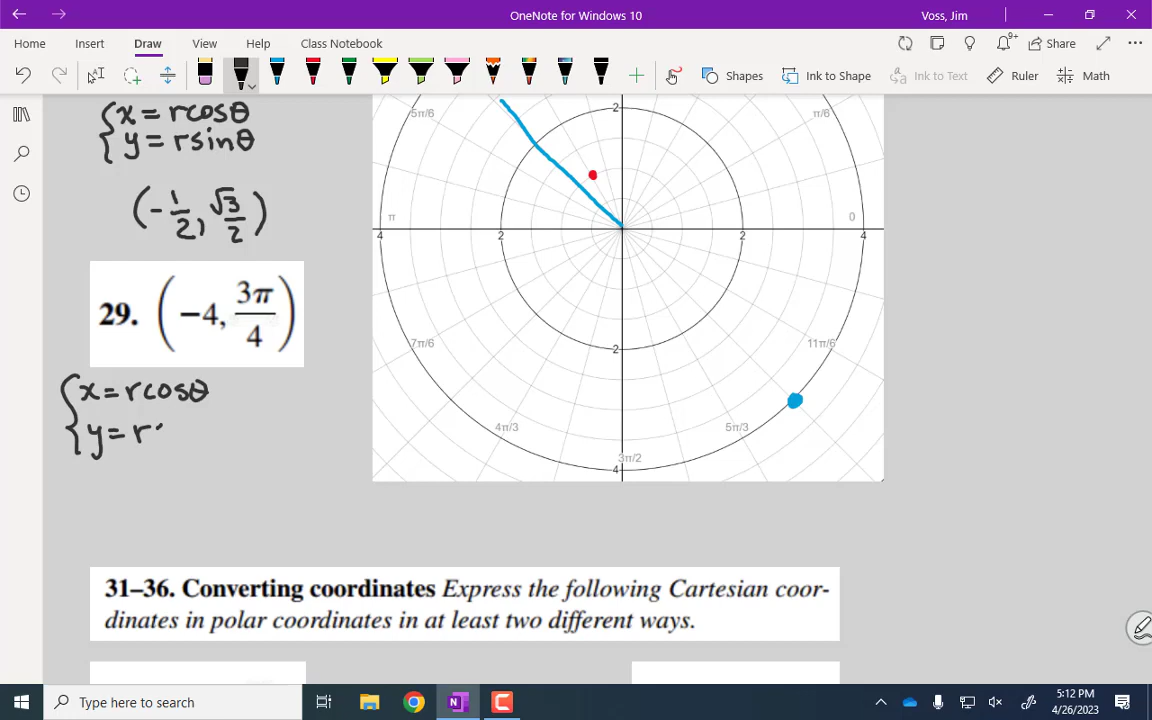 OneNote for Windows 10
Voss, Jim
Home Insert Draw View Help Class Notebook
9+ Share
Shapes Ink to Shape Ink to Text Ruler Math
x = rcosθ
y = rsinθ
(-1/2, √3/2)
29. (−4, 3π/4)
x = rcosθ
y = r
5π/6 2 π/6
π 0
4 2 2 4
2
7π/6 11π/6
4π/3 5π/3
3π/2
4
31–36. Converting coordinates Express the following Cartesian coor-
dinates in polar coordinates in at least two different ways.
Type here to search
5:12 PM
4/26/2023